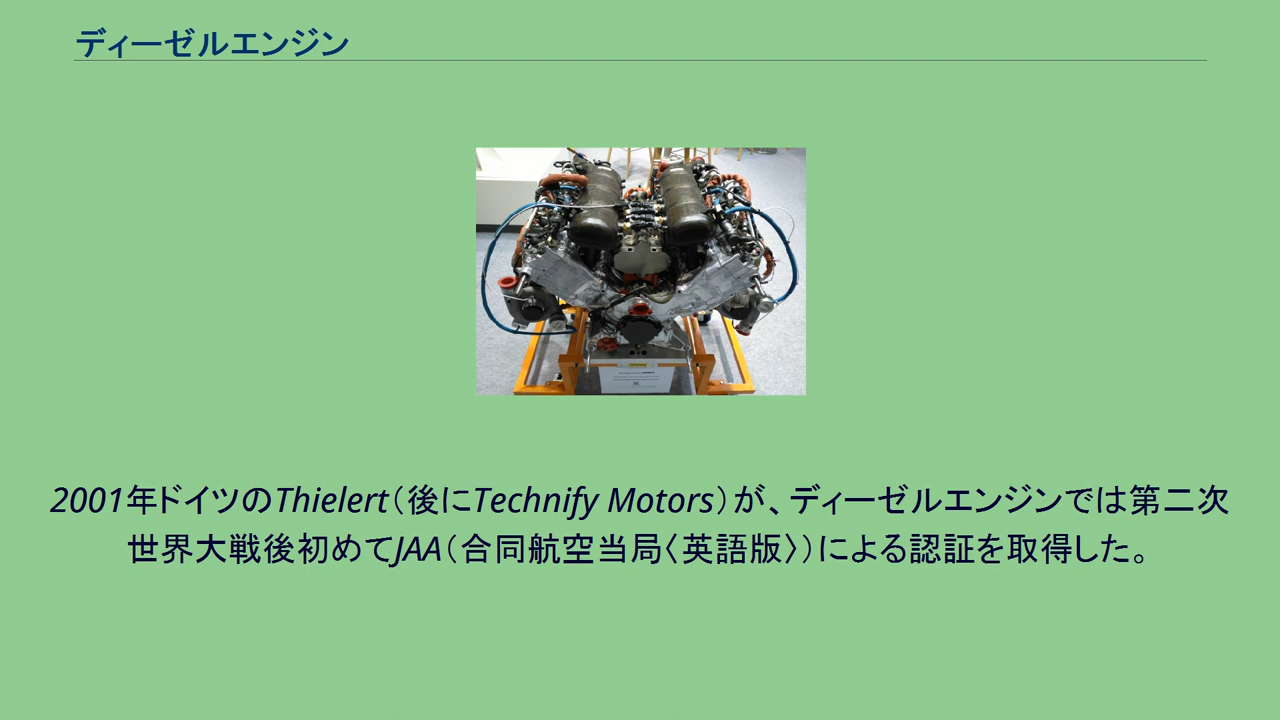 ディーゼルエンジン
2001年ドイツのThielert（後にTechnify Motors）が、ディーゼルエンジンでは第二次
世界大戦後初めてJAA（合同航空当局〈英語版〉）による認証を取得した。